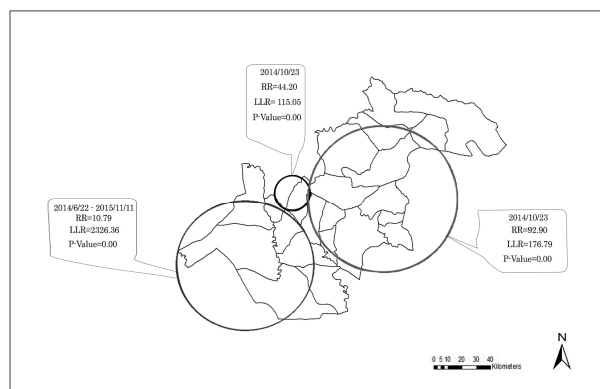 2014/10/23
RR=44.20
LLR= 115.05
P-Value=0.00
2014/6/22 - 2015/11/11
RR=10.79
LLR=2326.36
P-Value=0.00
2014/10/23
RR=92.90
LLR=176.79
P-Value=0.00
N
0 5 10 20 30 40
Kilometers